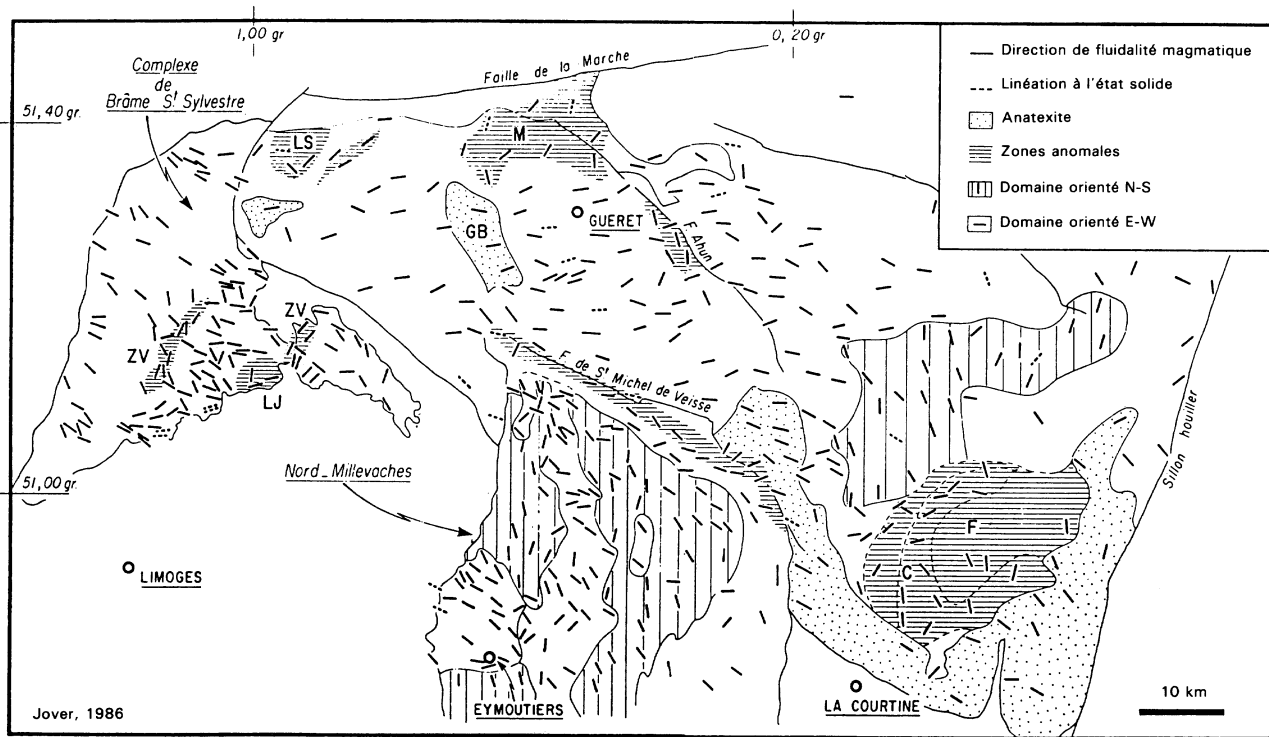 1,00 gr
0,20 gr
Complexe
de
Brâme St Sylvestre
Faille de la Marche
51,40 gr.
LS
M
GB
GUERET
F. Ahun
ZV
ZV
LJ
F. de St Michel de Veisse
Nord_Millevaches
51,00 gr.
Sillon houiller
F
C
LIMOGES
EYMOUTIERS
LA COURTINE
10 km
Jover, 1986
Direction de fluidalité magmatique
Linéation à l'état solide
Anatexite
Zones anomales
Domaine orienté N-S
Domaine orienté E-W